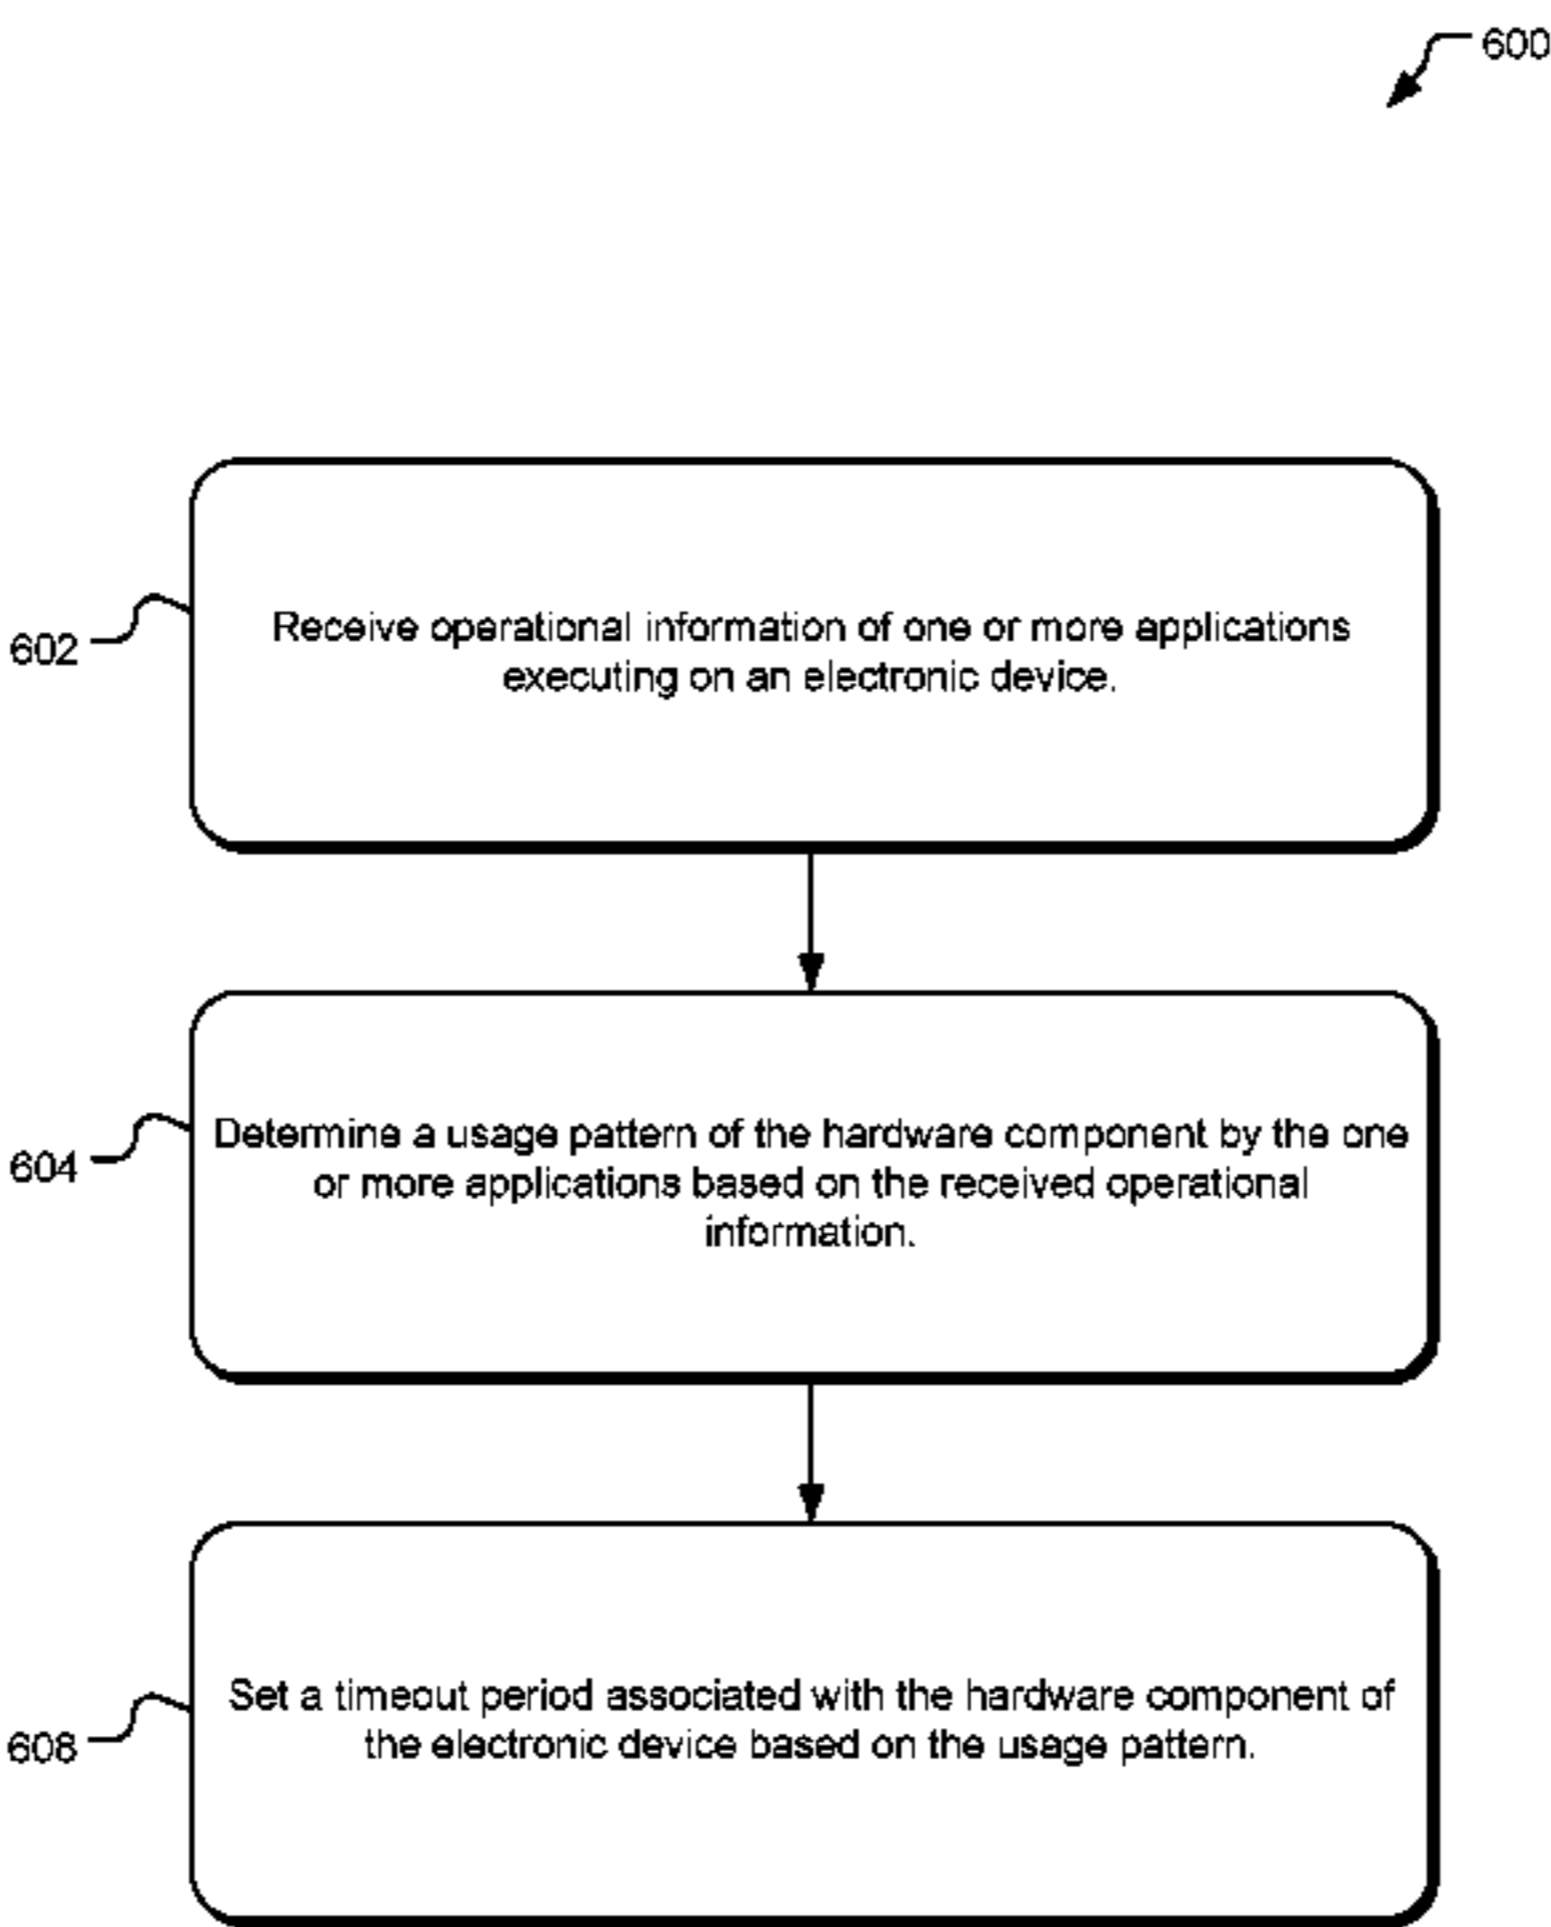 600
602
Receive operational information of one or more applications
executing on an electronic device.
604
Determine a usage pattern of the hardware component by the one
or more applications based on the received operational
information.
608
Set a timeout period associated with the hardware component of
the electronic device based on the usage pattern.